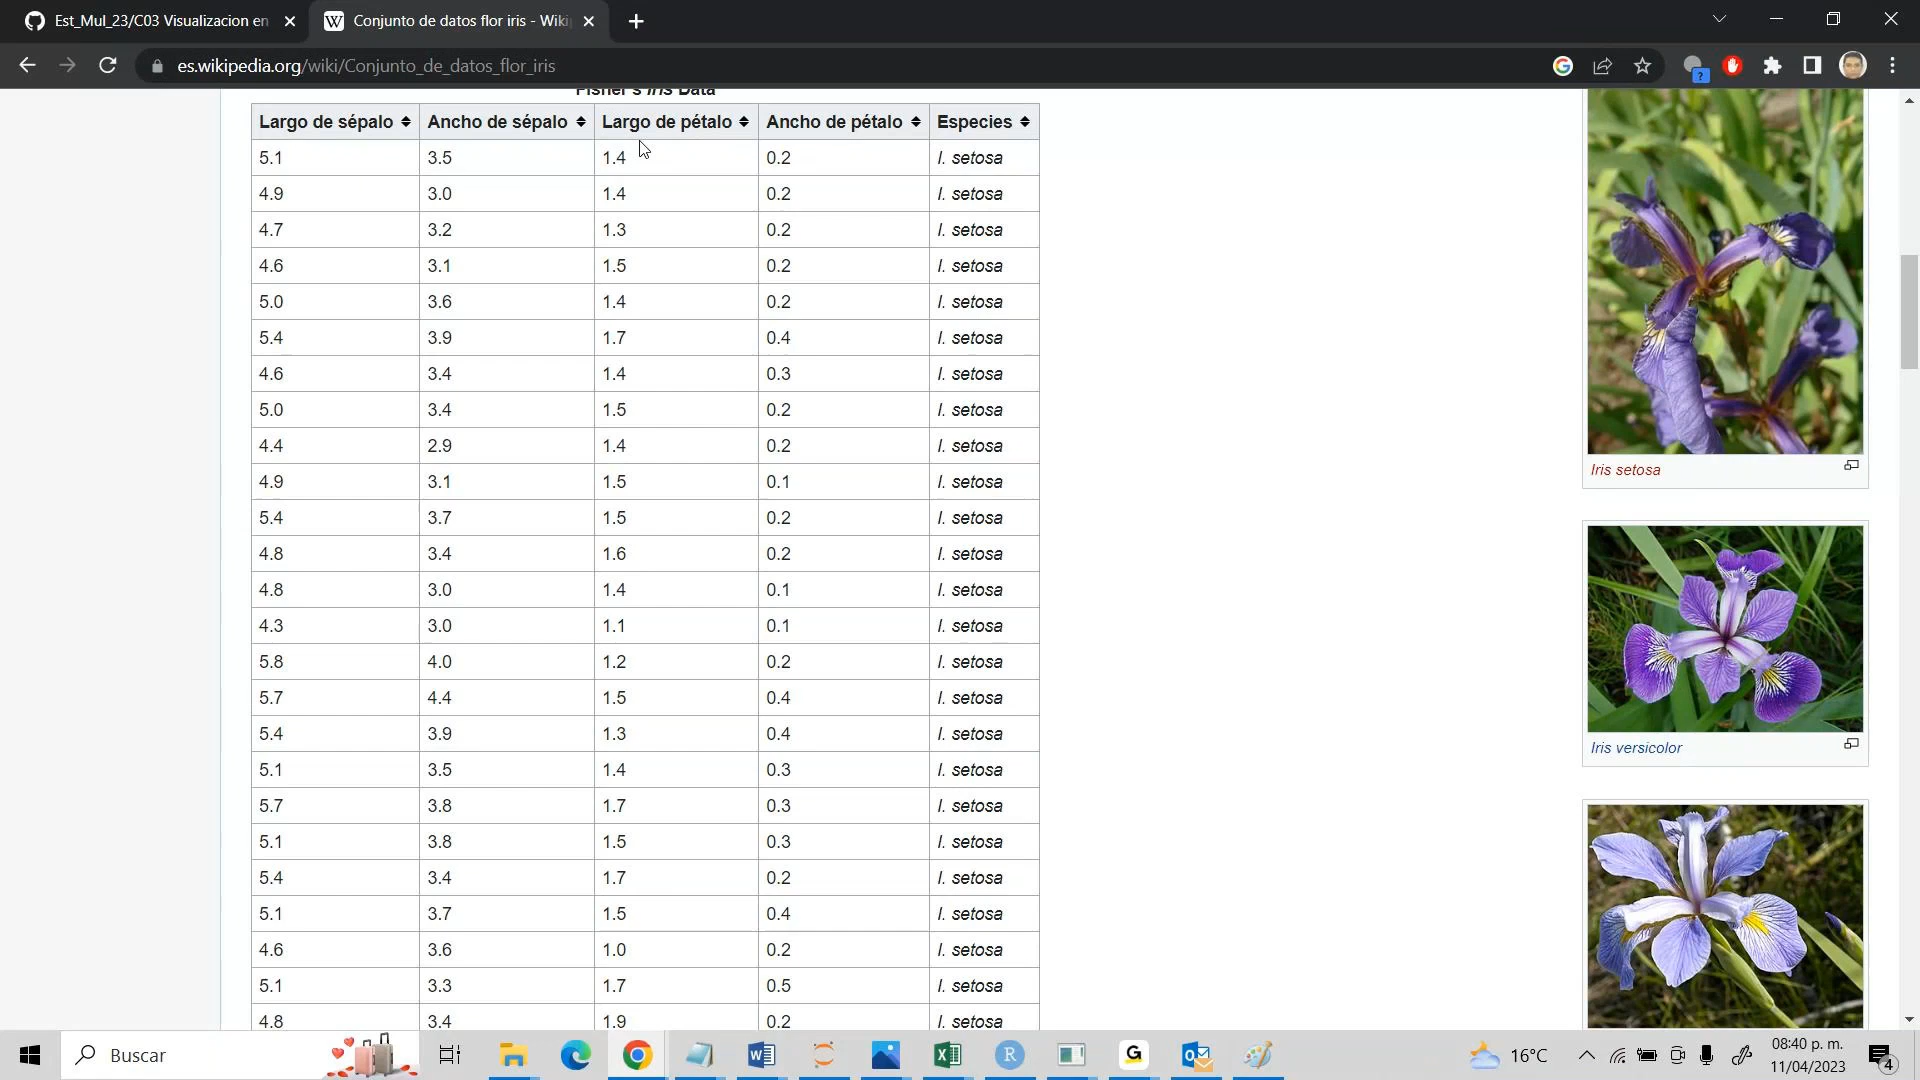 Est_Mul_23/C03 Visualizacion en
Conjunto de datos flor iris - Wiki
es.wikipedia.org/wiki/Conjunto_de_datos_flor_iris
Fisher's Iris Data
Largo de sépalo Ancho de sépalo Largo de pétalo Ancho de pétalo Especies
5.1 3.5 1.4 0.2 I. setosa
4.9 3.0 1.4 0.2 I. setosa
4.7 3.2 1.3 0.2 I. setosa
4.6 3.1 1.5 0.2 I. setosa
5.0 3.6 1.4 0.2 I. setosa
5.4 3.9 1.7 0.4 I. setosa
4.6 3.4 1.4 0.3 I. setosa
5.0 3.4 1.5 0.2 I. setosa
4.4 2.9 1.4 0.2 I. setosa
4.9 3.1 1.5 0.1 I. setosa
5.4 3.7 1.5 0.2 I. setosa
4.8 3.4 1.6 0.2 I. setosa
4.8 3.0 1.4 0.1 I. setosa
4.3 3.0 1.1 0.1 I. setosa
5.8 4.0 1.2 0.2 I. setosa
5.7 4.4 1.5 0.4 I. setosa
5.4 3.9 1.3 0.4 I. setosa
5.1 3.5 1.4 0.3 I. setosa
5.7 3.8 1.7 0.3 I. setosa
5.1 3.8 1.5 0.3 I. setosa
5.4 3.4 1.7 0.2 I. setosa
5.1 3.7 1.5 0.4 I. setosa
4.6 3.6 1.0 0.2 I. setosa
5.1 3.3 1.7 0.5 I. setosa
4.8 3.4 1.9 0.2 I. setosa
Iris setosa
Iris versicolor
Buscar
16°C
08:40 p. m.
11/04/2023
4